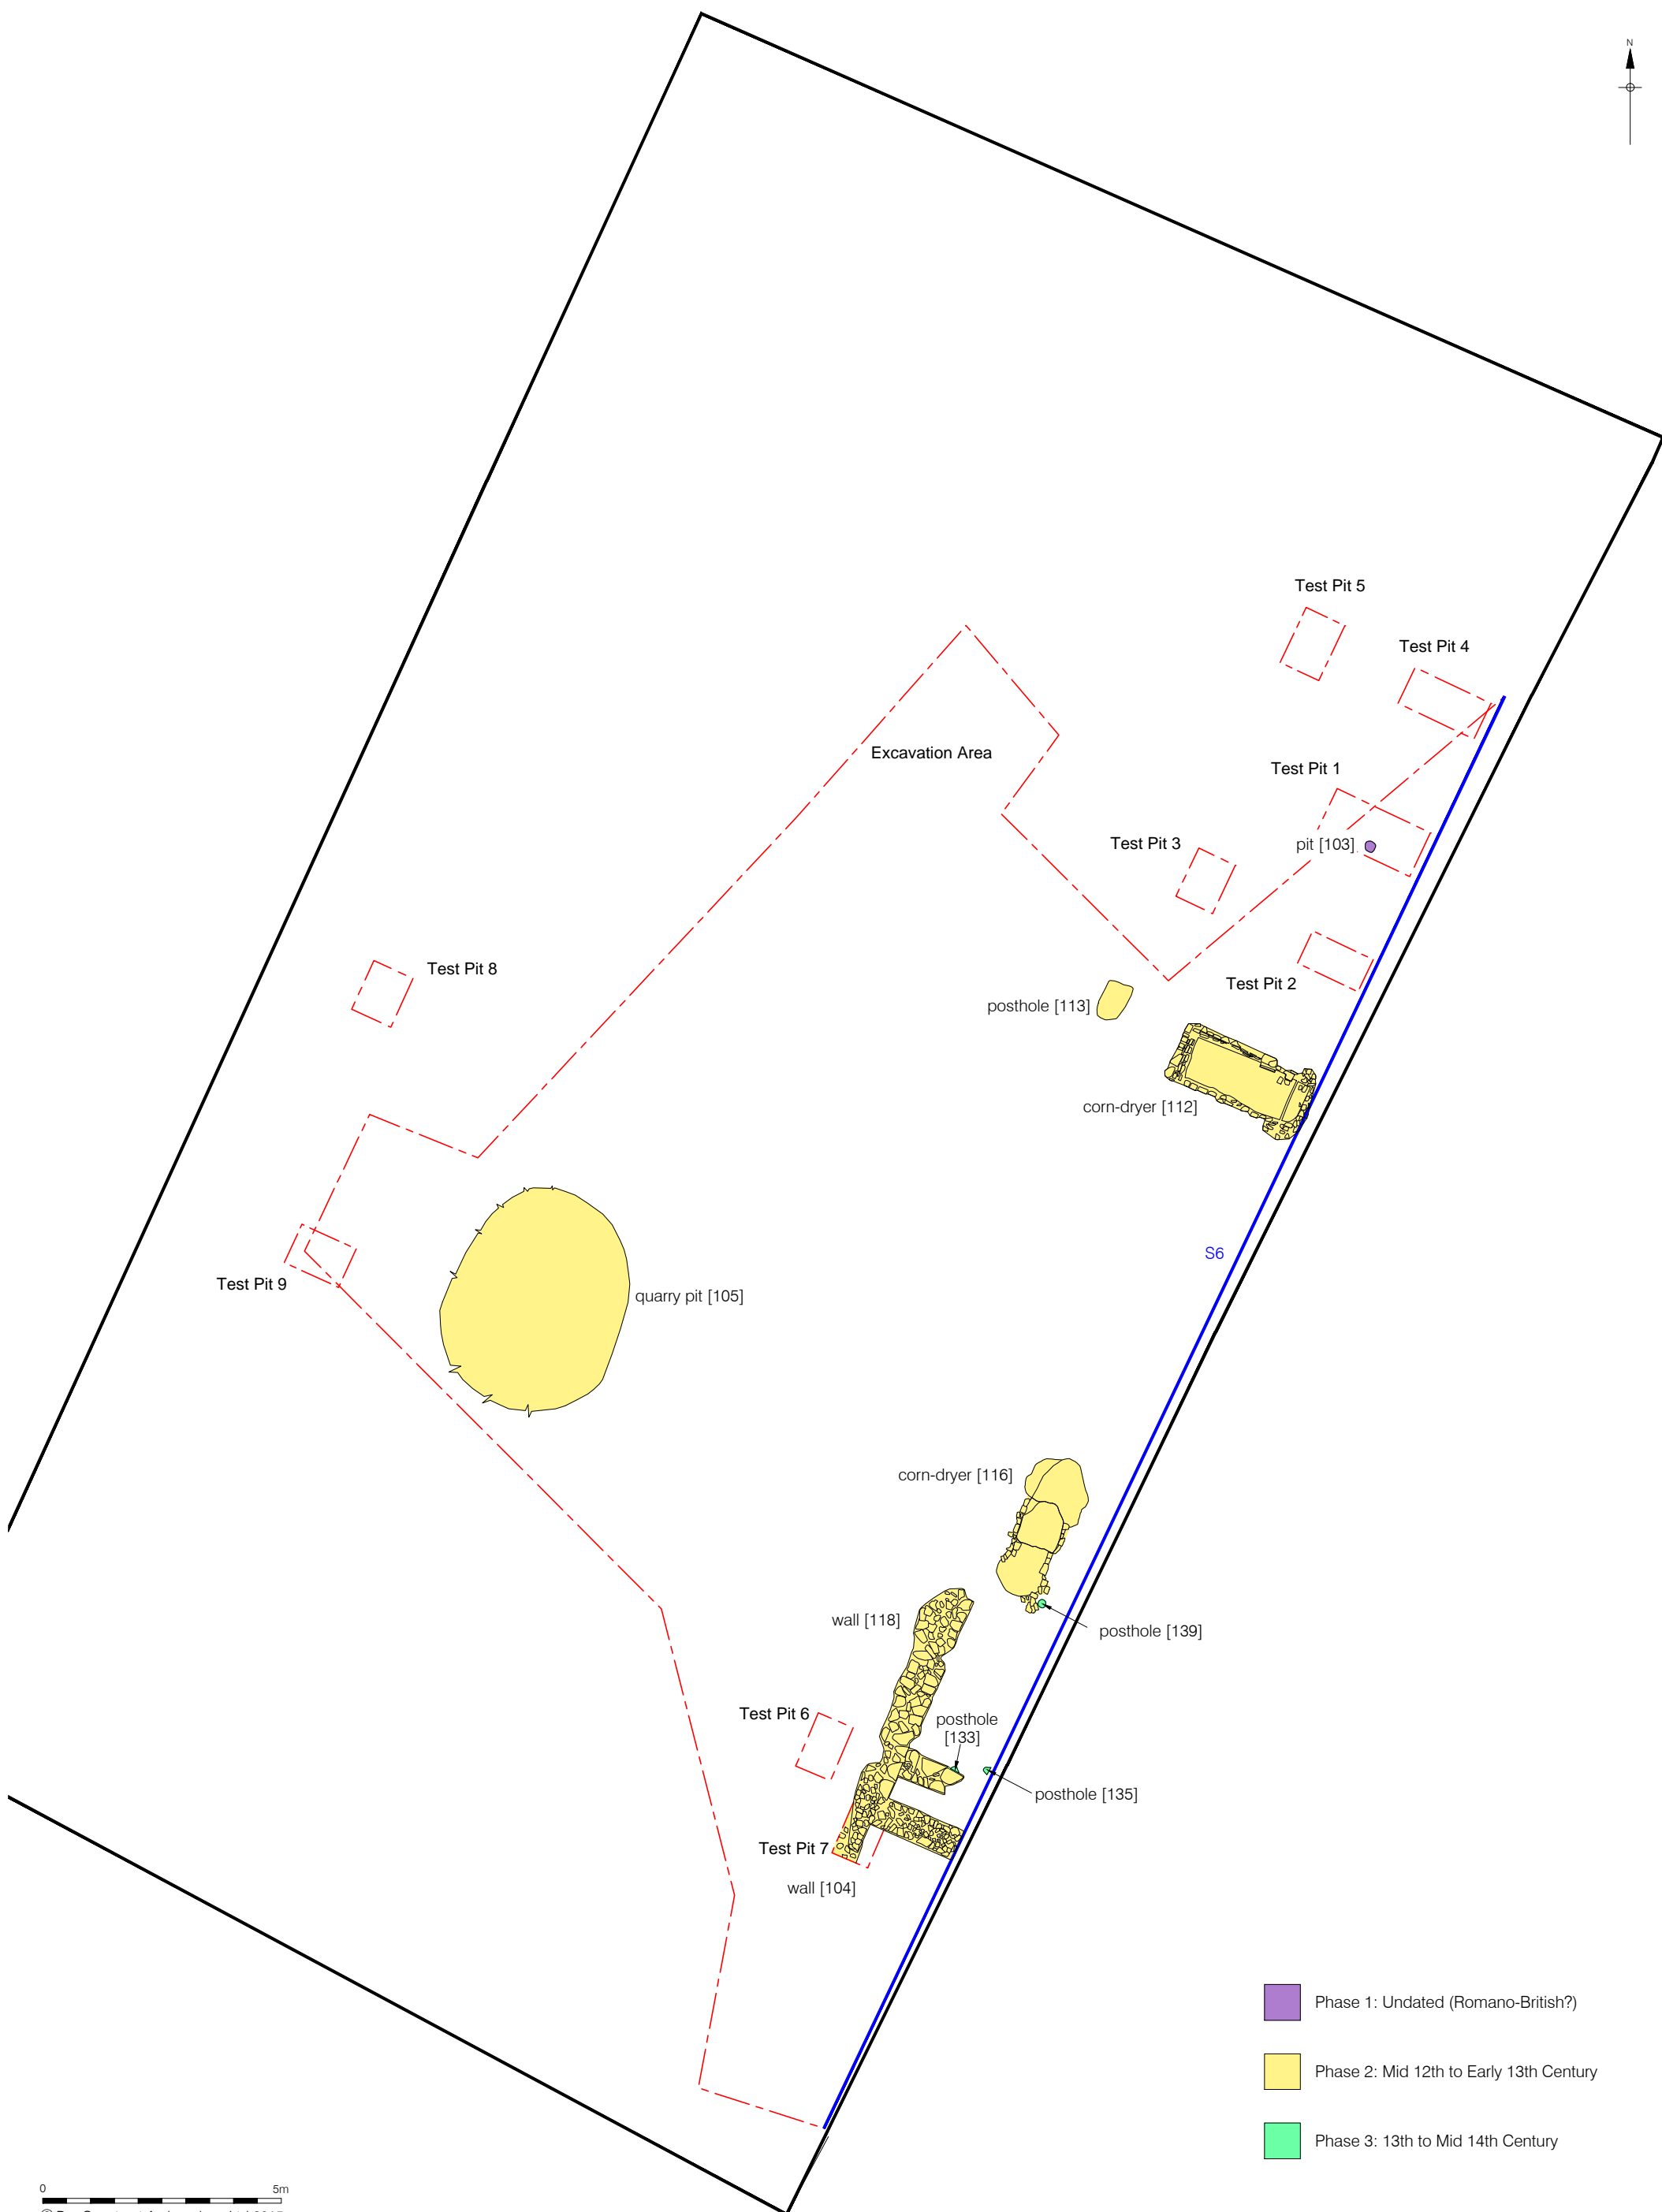 N
Test Pit 5
Test Pit 4
Excavation Area
Test Pit 1
pit [103]
Test Pit 3
Test Pit 8
Test Pit 2
posthole [113]
corn-dryer [112]
S6
Test Pit 9
quarry pit [105]
corn-dryer [116]
wall [118]
posthole [139]
Test Pit 6
posthole
[133]
posthole [135]
Test Pit 7
wall [104]
Phase 1: Undated (Romano-British?)
Phase 2: Mid 12th to Early 13th Century
Phase 3: 13th to Mid 14th Century
0 5m